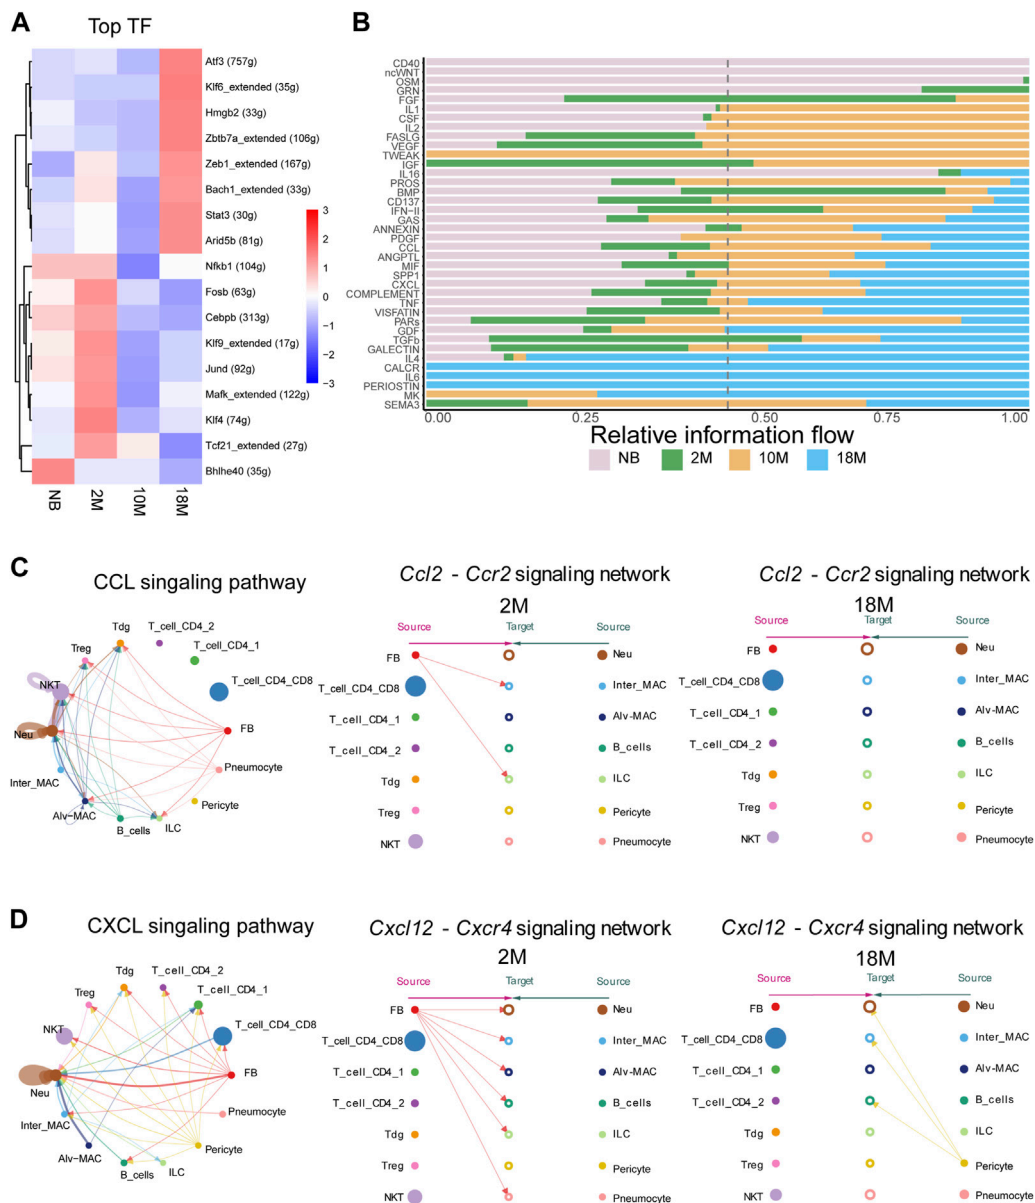 A
Top TF
Atf3 (757g)
Klf6_extended (35g)
Hmgb2 (33g)
Zbtb7a_extended (106g)
Zeb1_extended (167g)
Bach1_extended (33g)
Stat3 (30g)
Arid5b (81g)
Nfkb1 (104g)
Fosb (63g)
Cebpb (313g)
Klf9_extended (17g)
Jund (92g)
Mafk_extended (122g)
Klf4 (74g)
Tcf21_extended (27g)
Bhlhe40 (35g)
3
2
1
0
−1
−2
−3
NB
2M
10M
18M
B
CD40
ncWNT
OSM
GRN
FGF
IL1
CSF
IL2
FASLG
VEGF
TWEAK
IGF
IL16
PROS
BMP
CD137
IFN−II
GAS
ANNEXIN
PDGF
CCL
ANGPTL
MIF
SPP1
CXCL
COMPLEMENT
TNF
VISFATIN
PARs
GDF
TGFb
GALECTIN
IL4
CALCR
IL6
PERIOSTIN
MK
SEMA3
0.00 0.25 0.50 0.75 1.00
Relative information flow
NB 2M 10M 18M
C
CCL singaling pathway
Tdg
T_cell_CD4_2
T_cell_CD4_1
T_cell_CD4_CD8
FB
Pneumocyte
Pericyte
ILC
B_cells
Alv−MAC
Inter_MAC
Neu
NKT
Treg
Ccl2 - Ccr2 signaling network
2M
Source Target Source
FB Neu
T_cell_CD4_CD8 Inter_MAC
T_cell_CD4_1 Alv-MAC
T_cell_CD4_2 B_cells
Tdg ILC
Treg Pericyte
NKT Pneumocyte
Ccl2 - Ccr2 signaling network
18M
Source Target Source
FB Neu
T_cell_CD4_CD8 Inter_MAC
T_cell_CD4_1 Alv-MAC
T_cell_CD4_2 B_cells
Tdg ILC
Treg Pericyte
NKT Pneumocyte
D
CXCL singaling pathway
Tdg
T_cell_CD4_2
T_cell_CD4_1
T_cell_CD4_CD8
FB
Pneumocyte
Pericyte
ILC
B_cells
Alv−MAC
Inter_MAC
Neu
NKT
Treg
Cxcl12 - Cxcr4 signaling network
2M
Source Target Source
FB Neu
T_cell_CD4_CD8 Inter_MAC
T_cell_CD4_1 Alv-MAC
T_cell_CD4_2 B_cells
Tdg ILC
Treg Pericyte
NKT Pneumocyte
Cxcl12 - Cxcr4 signaling network
18M
Source Target Source
FB Neu
T_cell_CD4_CD8 Inter_MAC
T_cell_CD4_1 Alv-MAC
T_cell_CD4_2 B_cells
Tdg ILC
Treg Pericyte
NKT Pneumocyte